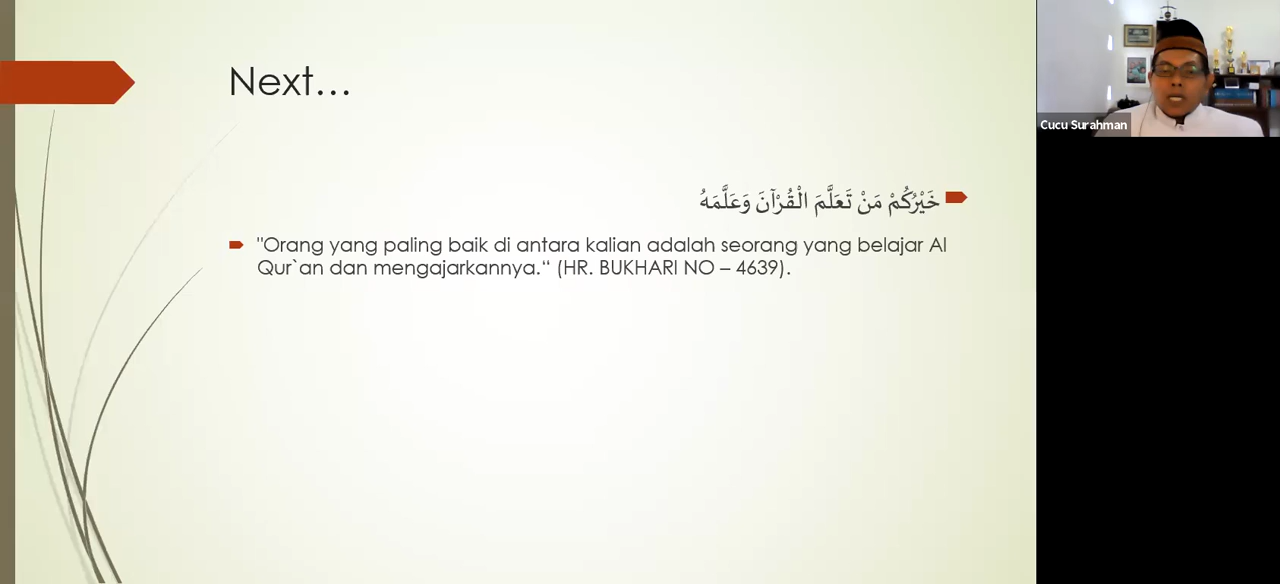 Next…
خَيْرُكُمْ مَنْ تَعَلَّمَ الْقُرْآنَ وَعَلَّمَهُ
"Orang yang paling baik di antara kalian adalah seorang yang belajar Al
Qur`an dan mengajarkannya.“ (HR. BUKHARI NO – 4639).
Cucu Surahman